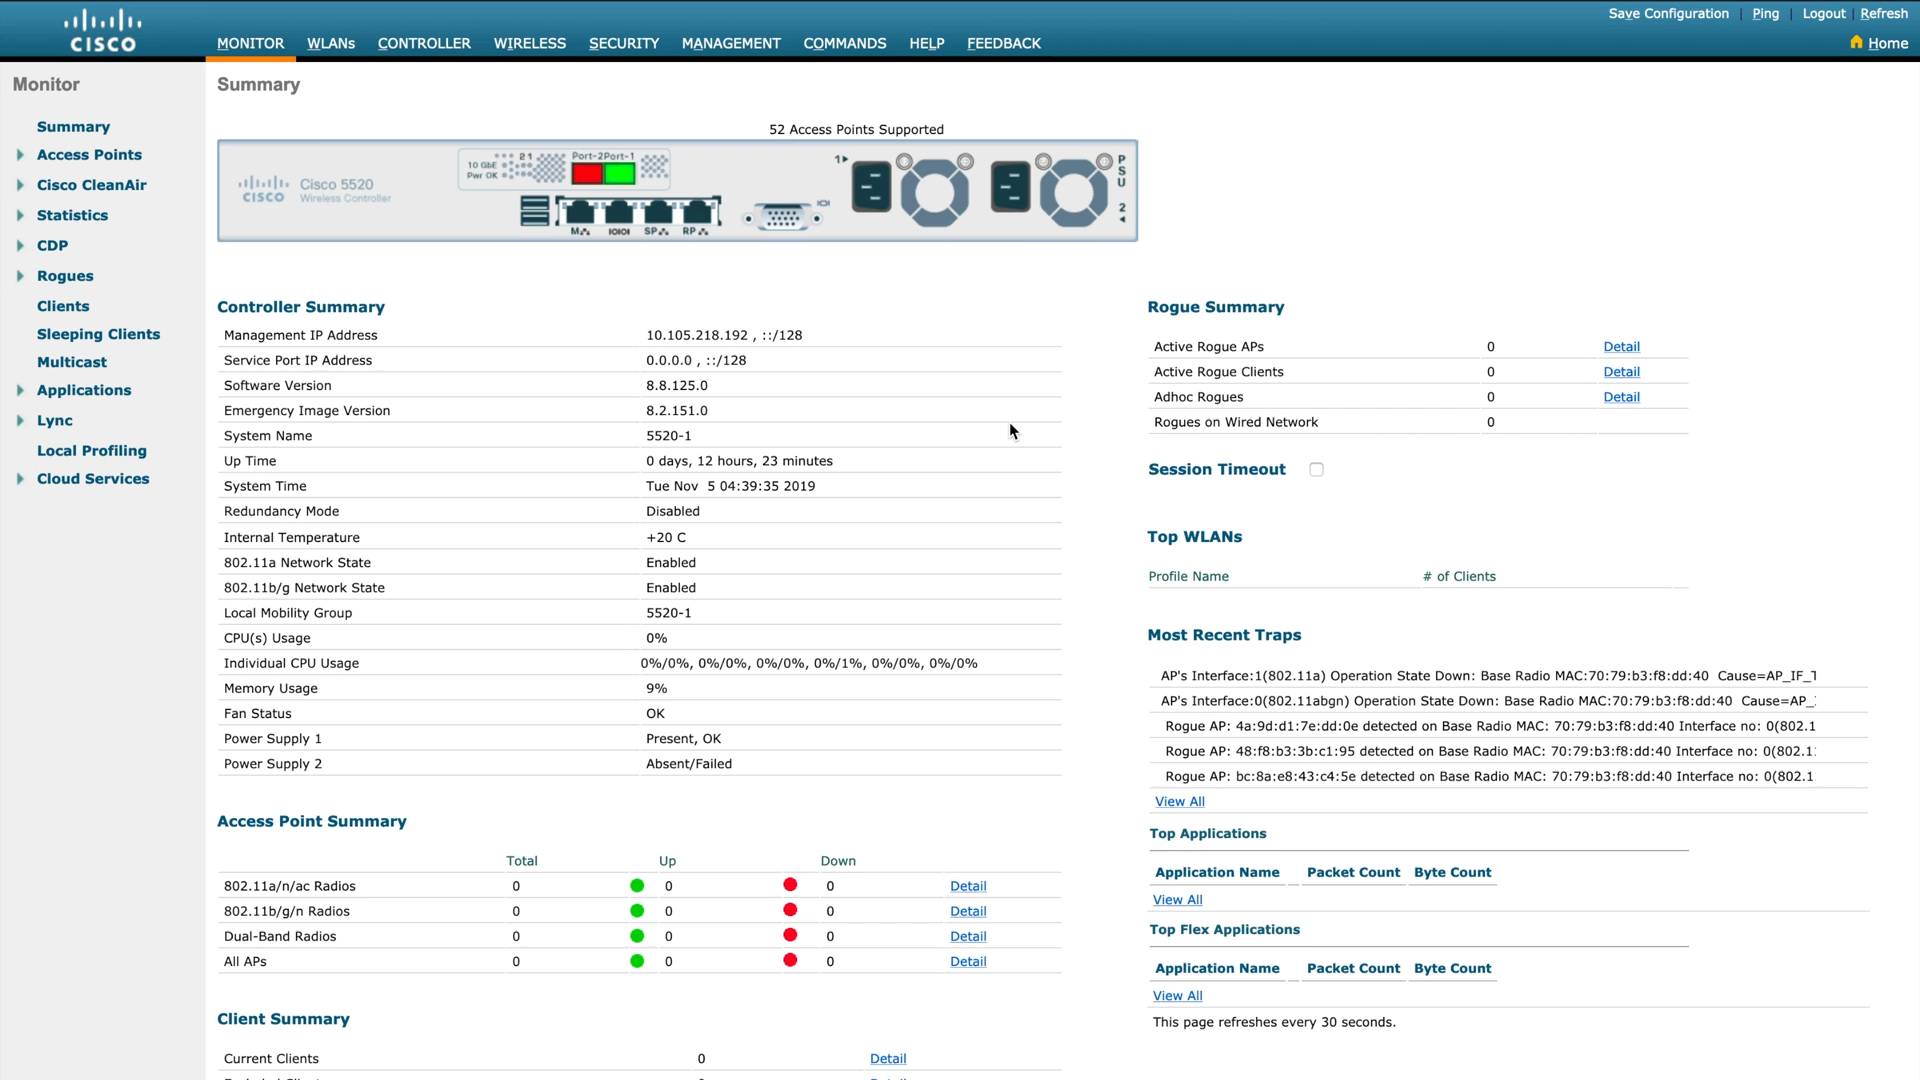 Save Configuration | Ping | Logout | Refresh
CISCO
MONITOR WLANs CONTROLLER WIRELESS SECURITY MANAGEMENT COMMANDS HELP FEEDBACK
Home
Monitor
Summary
Access Points
Cisco CleanAir
Statistics
CDP
Rogues
Clients
Sleeping Clients
Multicast
Applications
Lync
Local Profiling
Cloud Services
Summary
52 Access Points Supported
CISCO
Cisco 5520
Wireless Controller
10 GbE
Pwr OK
2 1
Port-2 Port-1
M
IOIOI
SP
RP
IOI
1
PSU
2
Controller Summary
Management IP Address 10.105.218.192 , ::/128
Service Port IP Address 0.0.0.0 , ::/128
Software Version 8.8.125.0
Emergency Image Version 8.2.151.0
System Name 5520-1
Up Time 0 days, 12 hours, 23 minutes
System Time Tue Nov 5 04:39:35 2019
Redundancy Mode Disabled
Internal Temperature +20 C
802.11a Network State Enabled
802.11b/g Network State Enabled
Local Mobility Group 5520-1
CPU(s) Usage 0%
Individual CPU Usage 0%/0%, 0%/0%, 0%/0%, 0%/1%, 0%/0%, 0%/0%
Memory Usage 9%
Fan Status OK
Power Supply 1 Present, OK
Power Supply 2 Absent/Failed
Access Point Summary
Total Up Down
802.11a/n/ac Radios 0 0 0 Detail
802.11b/g/n Radios 0 0 0 Detail
Dual-Band Radios 0 0 0 Detail
All APs 0 0 0 Detail
Client Summary
Current Clients 0 Detail
Rogue Summary
Active Rogue APs 0 Detail
Active Rogue Clients 0 Detail
Adhoc Rogues 0 Detail
Rogues on Wired Network 0
Session Timeout
Top WLANs
Profile Name # of Clients
Most Recent Traps
AP's Interface:1(802.11a) Operation State Down: Base Radio MAC:70:79:b3:f8:dd:40 Cause=AP_IF_
AP's Interface:0(802.11abgn) Operation State Down: Base Radio MAC:70:79:b3:f8:dd:40 Cause=AP_
Rogue AP: 4a:9d:d1:7e:dd:0e detected on Base Radio MAC: 70:79:b3:f8:dd:40 Interface no: 0(802.1
Rogue AP: 48:f8:b3:3b:c1:95 detected on Base Radio MAC: 70:79:b3:f8:dd:40 Interface no: 0(802.1
Rogue AP: bc:8a:e8:43:c4:5e detected on Base Radio MAC: 70:79:b3:f8:dd:40 Interface no: 0(802.1
View All
Top Applications
Application Name Packet Count Byte Count
View All
Top Flex Applications
Application Name Packet Count Byte Count
View All
This page refreshes every 30 seconds.